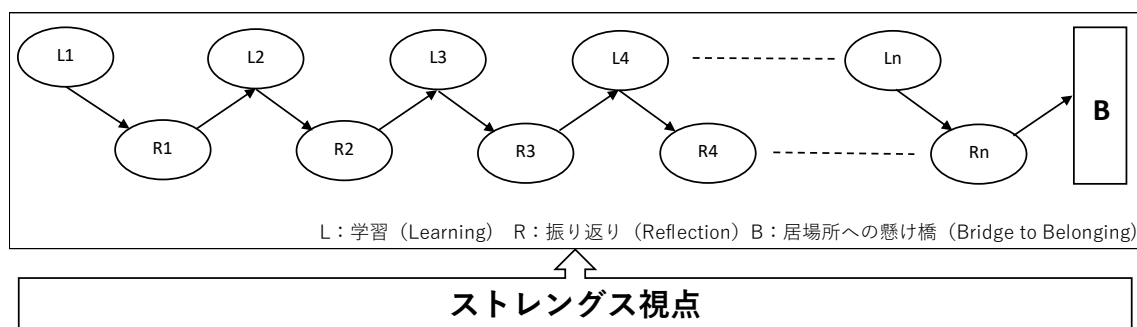 L1 L2 L3 L4 Ln
R1 R2 R3 R4 Rn
B
L：学習（Learning） R：振り返り（Reflection）B：居場所への懸け橋（Bridge to Belonging)
ストレングス視点